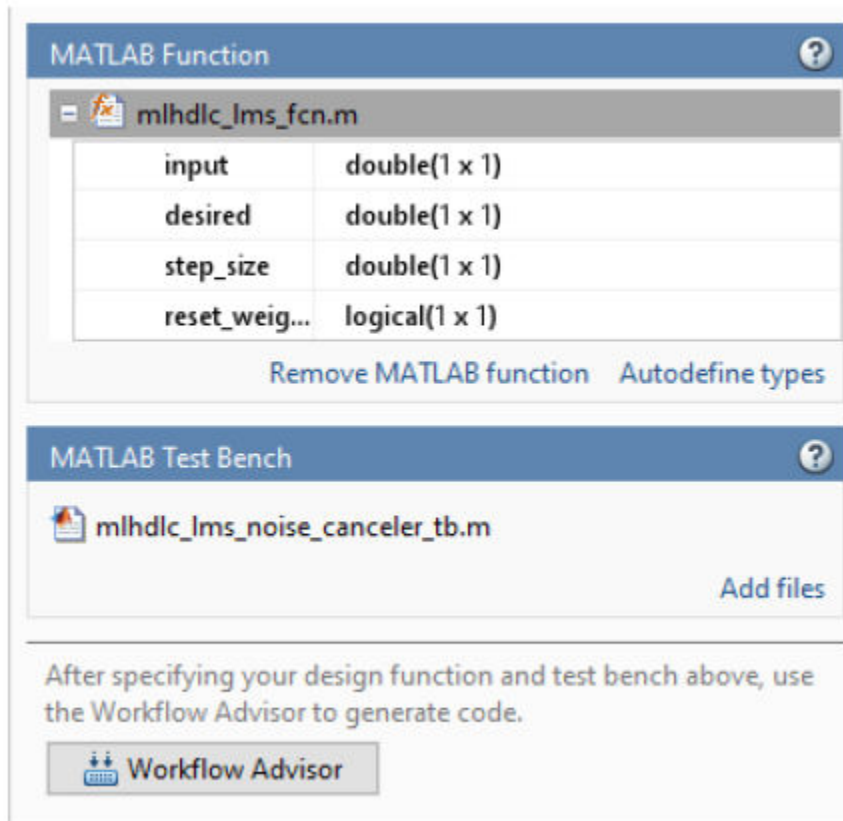 MATLAB Function
mlhdlc_lms_fcn.m
input double(1 x 1)
desired double(1 x 1)
step_size double(1 x 1)
reset_weig... logical(1 x 1)
Remove MATLAB function Autodefine types
MATLAB Test Bench
mlhdlc_lms_noise_canceler_tb.m
Add files
After specifying your design function and test bench above, use
the Workflow Advisor to generate code.
Workflow Advisor